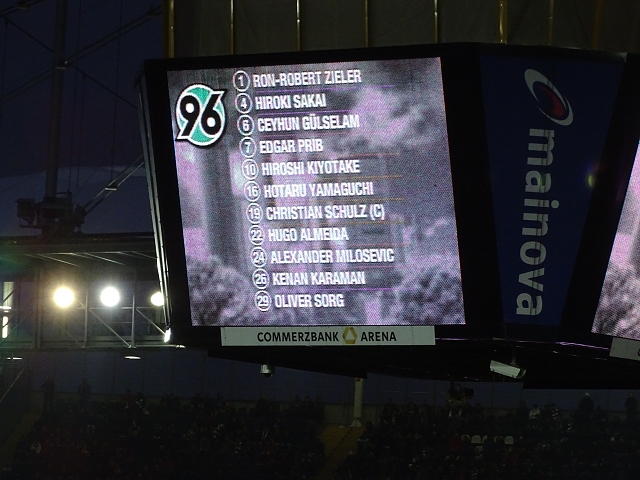 96
1 RON-ROBERT ZIELER
4 HIROKI SAKAI
6 CEYHUN GÜLSELAM
7 EDGAR PRIB
10 HIROSHI KIYOTAKE
16 HOTARU YAMAGUCHI
19 CHRISTIAN SCHULZ (C)
22 HUGO ALMEIDA
24 ALEXANDER MILOSEVIC
26 KENAN KARAMAN
29 OLIVER SORG
COMMERZBANK ARENA
mainova